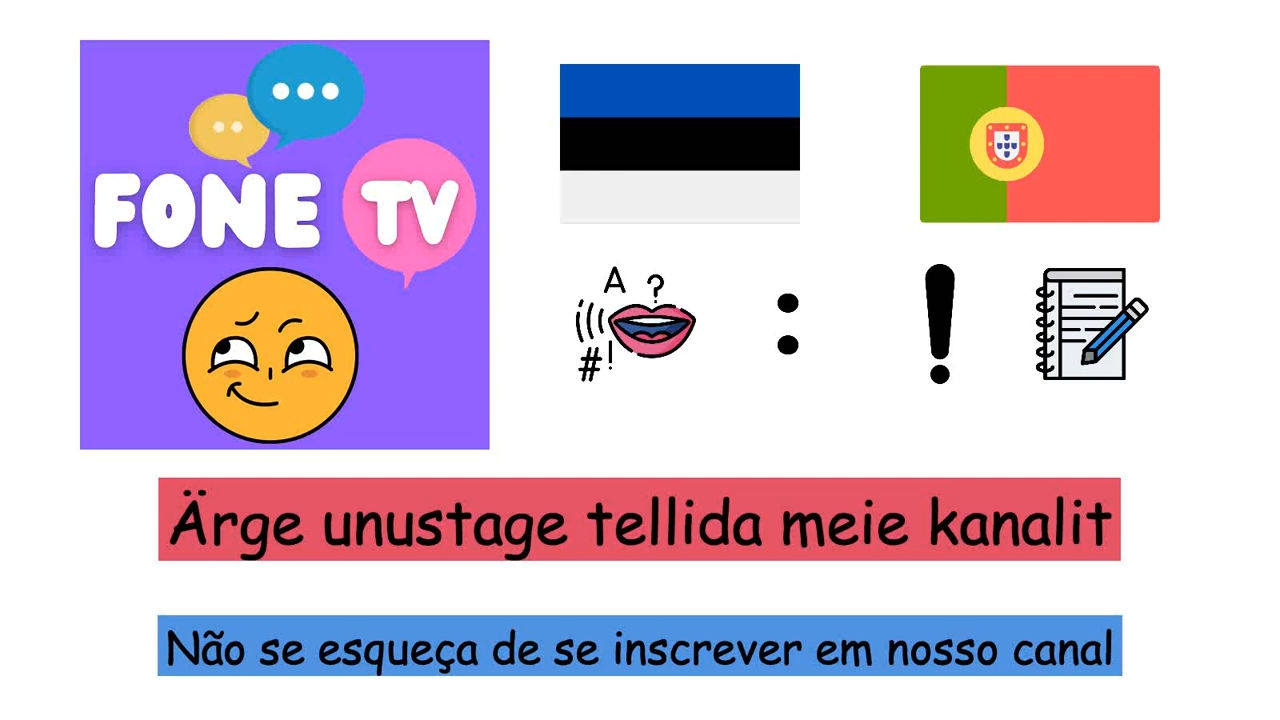 FONE TV
A ?
# !
:
!
Ärge unustage tellida meie kanalit
Não se esqueça de se inscrever em nosso canal